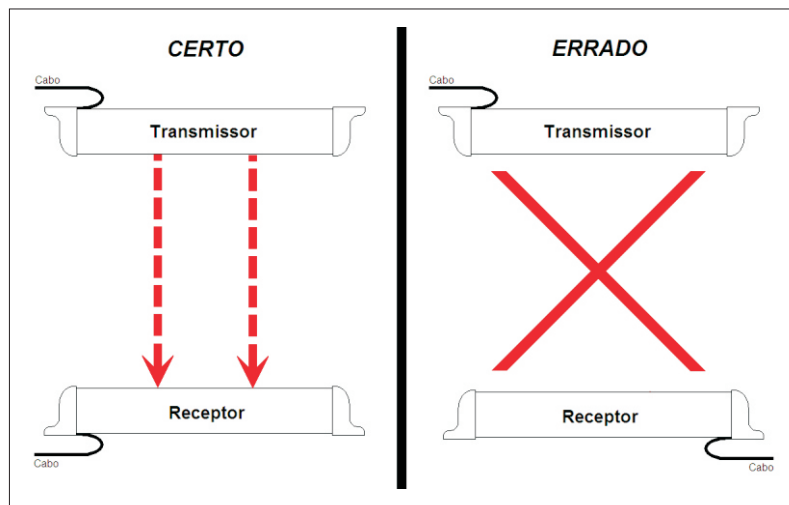 CERTO
Cabo
Transmissor
Receptor
Cabo
ERRADO
Cabo
Transmissor
Receptor
Cabo